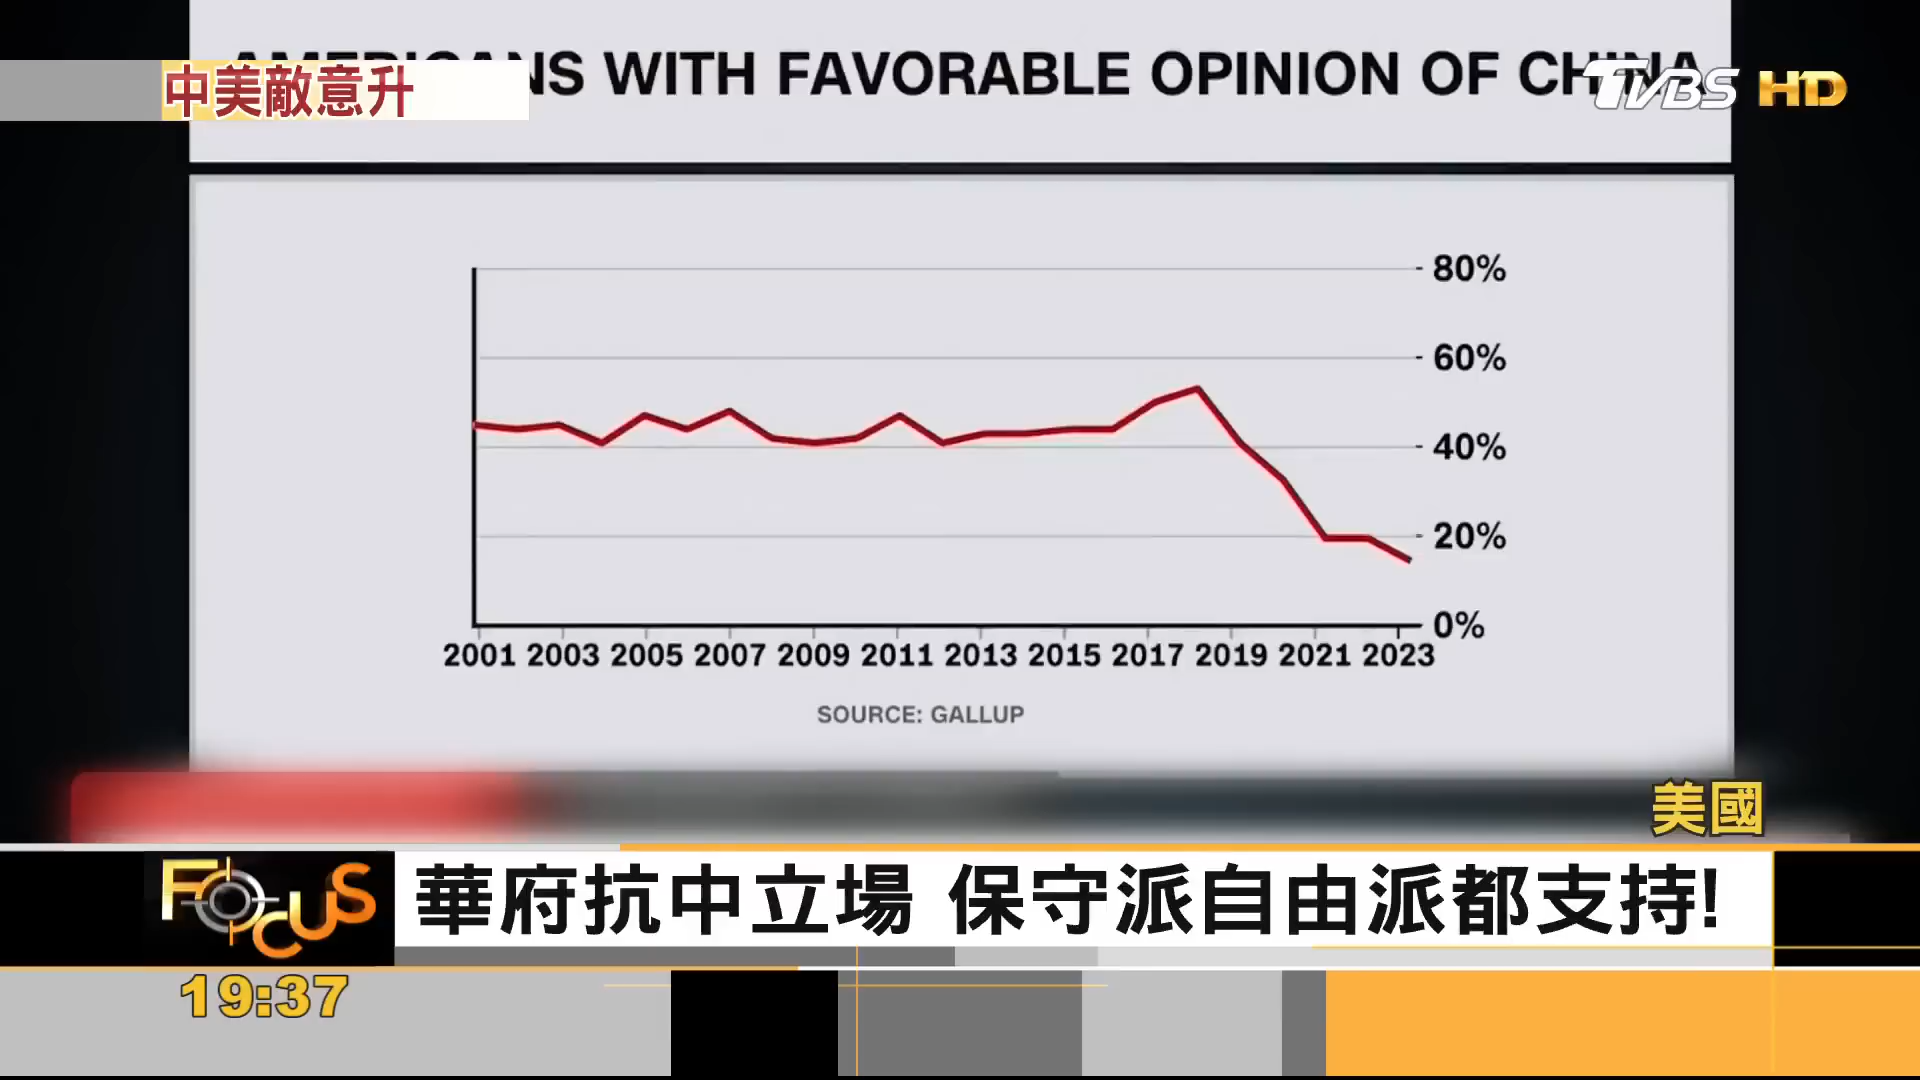 AMERICANS WITH FAVORABLE OPINION OF CHINA
中美敵意升
TVBS HD
80%
60%
40%
20%
0%
2001 2003 2005 2007 2009 2011 2013 2015 2017 2019 2021 2023
SOURCE: GALLUP
美國
FOCUS
華府抗中立場 保守派自由派都支持!
19:37